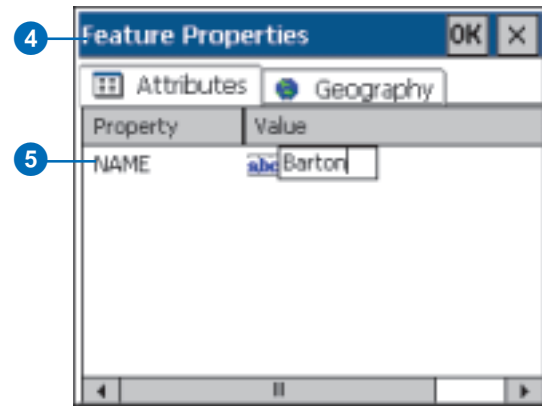 4 Feature Properties OK ×
Attributes Geography
Property Value
5 NAME abc Barton